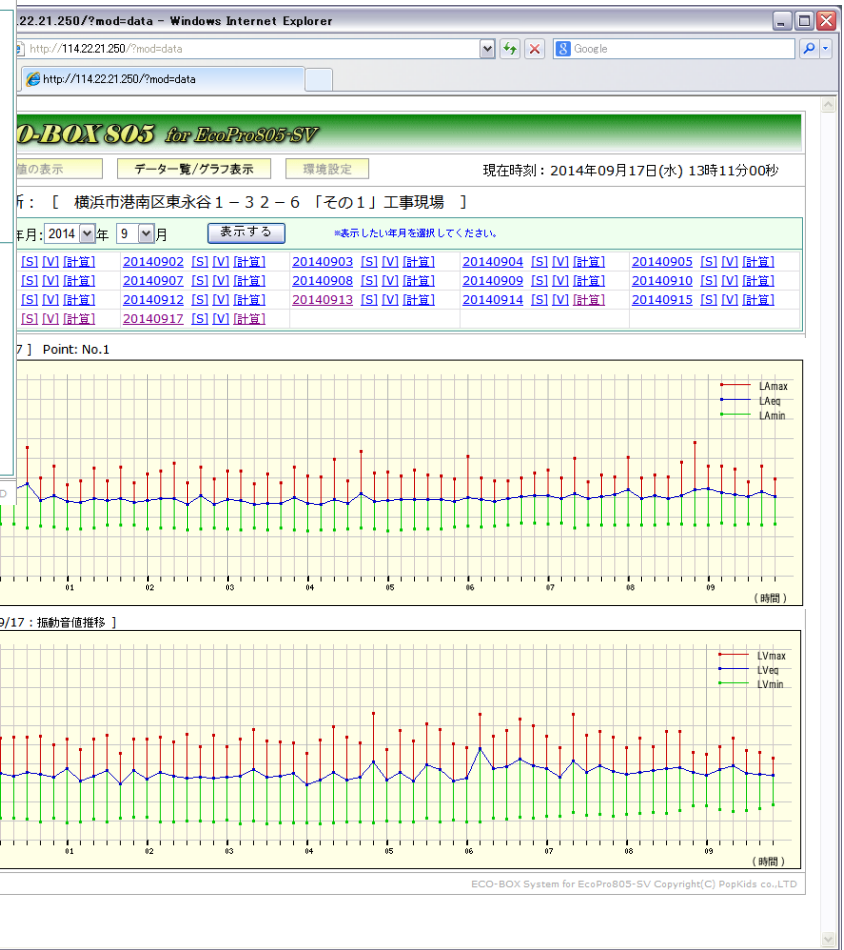 .22.21.250/?mod=data - Windows Internet Explorer
http://114.22.21.250/?mod=data
Google
http://114.22.21.250/?mod=data
O-BOX 805 for EcoPro805-SV
値の表示 データ一覧/グラフ表示 環境設定 現在時刻：2014年09月17日(水) 13時11分00秒
所： [ 横浜市港南区東永谷１－３２－６ 「その１」工事現場 ]
年月: 2014 年 9 月 表示する ※表示したい年月を選択してください。
[S] [V] [計算] 20140902 [S] [V] [計算] 20140903 [S] [V] [計算] 20140904 [S] [V] [計算] 20140905 [S] [V] [計算]
[S] [V] [計算] 20140907 [S] [V] [計算] 20140908 [S] [V] [計算] 20140909 [S] [V] [計算] 20140910 [S] [V] [計算]
[S] [V] [計算] 20140912 [S] [V] [計算] 20140913 [S] [V] [計算] 20140914 [S] [V] [計算] 20140915 [S] [V] [計算]
[S] [V] [計算] 20140917 [S] [V] [計算]
7 ] Point: No.1
LAmax
LAeq
LAmin
D
01 02 03 04 05 06 07 08 09
(時間)
9/17：振動音値推移 ]
LVmax
LVeq
LVmin
01 02 03 04 05 06 07 08 09
(時間)
ECO-BOX System for EcoPro805-SV Copyright(C) PopKids co.,LTD